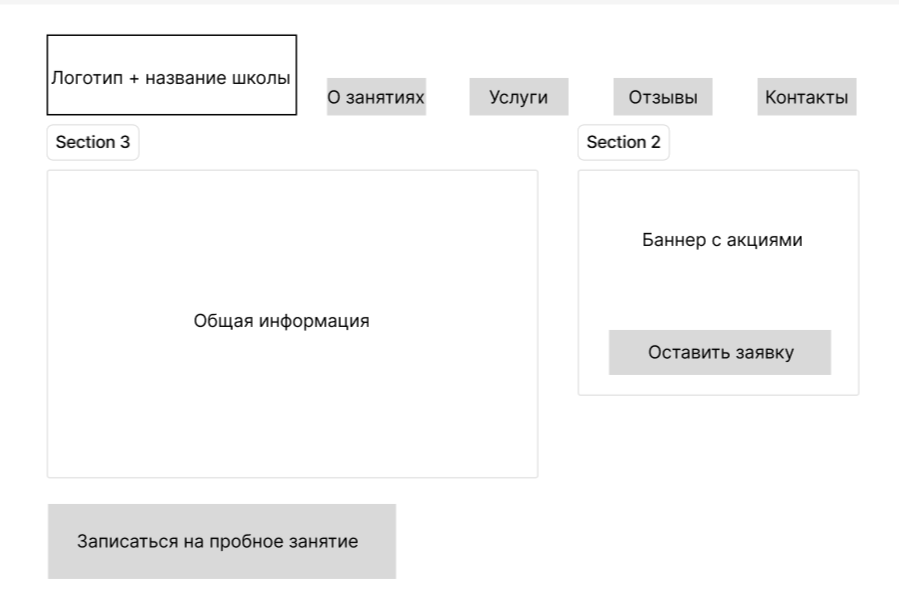 Логотип + название школы
О занятиях
Услуги
Отзывы
Контакты
Section 3
Section 2
Общая информация
Баннер с акциями
Оставить заявку
Записаться на пробное занятие